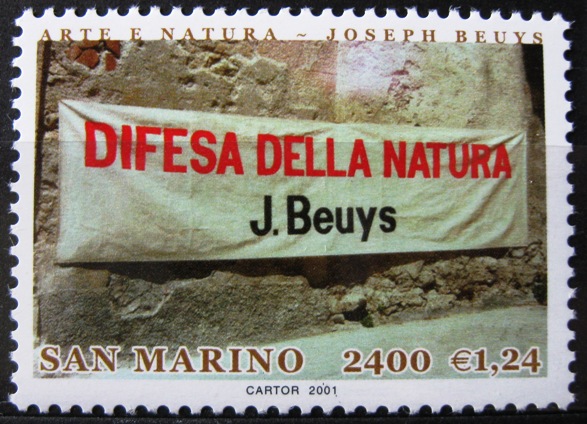 ARTE E NATURA ~ JOSEPH BEUYS
DIFESA DELLA NATURA
J. Beuys
SAN MARINO 2400 €1,24
CARTOR 2001